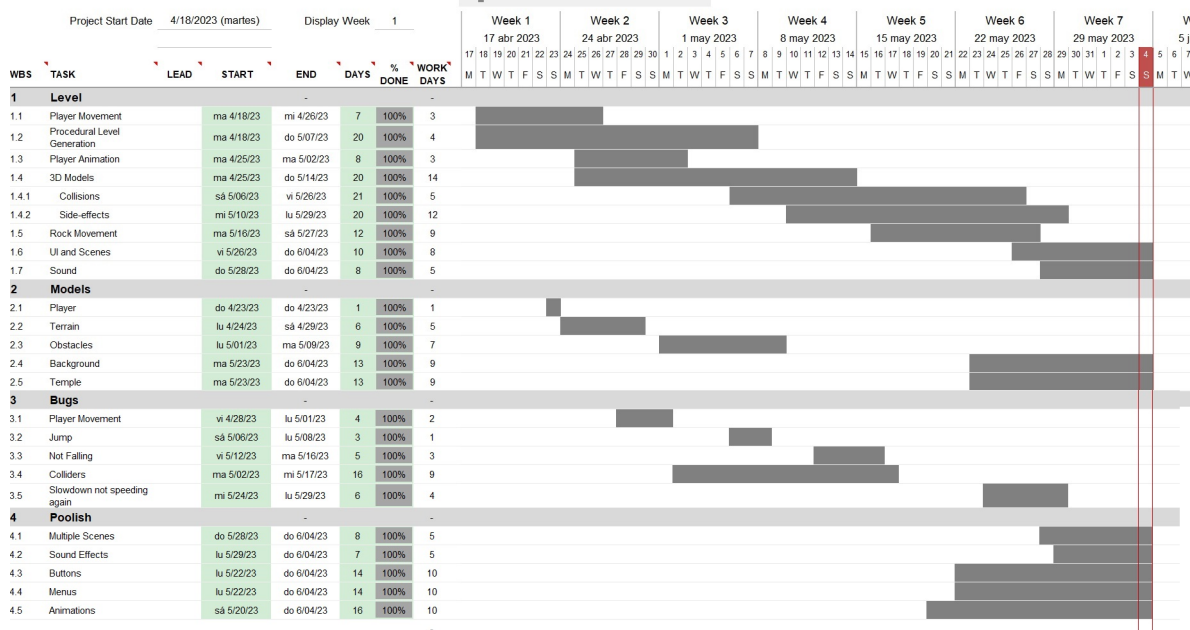 Project Start Date 4/18/2023 (martes) Display Week 1 Week 1 Week 2 Week 3 Week 4 Week 5 Week 6 Week 7
17 abr 2023 24 abr 2023 1 may 2023 8 may 2023 15 may 2023 22 may 2023 29 may 2023
17 18 19 20 21 22 23 24 25 26 27 28 29 30 1 2 3 4 5 6 7 8 9 10 11 12 13 14 15 16 17 18 19 20 21 22 23 24 25 26 27 28 29 30 31 1 2 3 4 5 6
WBS TASK LEAD START END DAYS % DONE WORK DAYS M T W T F S S M T W T F S S M T W T F S S M T W T F S S M T W T F S S M T W T F S S M T W T F S S M T W
1 Level - -
1.1 Player Movement ma 4/18/23 mi 4/26/23 7 100% 3
1.2 Procedural Level Generation ma 4/18/23 do 5/07/23 20 100% 4
1.3 Player Animation ma 4/25/23 ma 5/02/23 8 100% 3
1.4 3D Models ma 4/25/23 do 5/14/23 20 100% 14
1.4.1 Collisions sá 5/06/23 vi 5/26/23 21 100% 5
1.4.2 Side-effects mi 5/10/23 lu 5/29/23 20 100% 12
1.5 Rock Movement ma 5/16/23 sá 5/27/23 12 100% 9
1.6 UI and Scenes vi 5/26/23 do 6/04/23 10 100% 8
1.7 Sound do 5/28/23 do 6/04/23 8 100% 5
2 Models - -
2.1 Player do 4/23/23 do 4/23/23 1 100% 1
2.2 Terrain lu 4/24/23 sá 4/29/23 6 100% 5
2.3 Obstacles lu 5/01/23 ma 5/09/23 9 100% 7
2.4 Background ma 5/23/23 do 6/04/23 13 100% 9
2.5 Temple ma 5/23/23 do 6/04/23 13 100% 9
3 Bugs - -
3.1 Player Movement vi 4/28/23 lu 5/01/23 4 100% 2
3.2 Jump sá 5/06/23 lu 5/08/23 3 100% 1
3.3 Not Falling vi 5/12/23 ma 5/16/23 5 100% 3
3.4 Colliders ma 5/02/23 mi 5/17/23 16 100% 9
3.5 Slowdown not speeding again mi 5/24/23 lu 5/29/23 6 100% 4
4 Poolish - -
4.1 Multiple Scenes do 5/28/23 do 6/04/23 8 100% 5
4.2 Sound Effects lu 5/29/23 do 6/04/23 7 100% 5
4.3 Buttons lu 5/22/23 do 6/04/23 14 100% 10
4.4 Menus lu 5/22/23 do 6/04/23 14 100% 10
4.5 Animations sá 5/20/23 do 6/04/23 16 100% 10